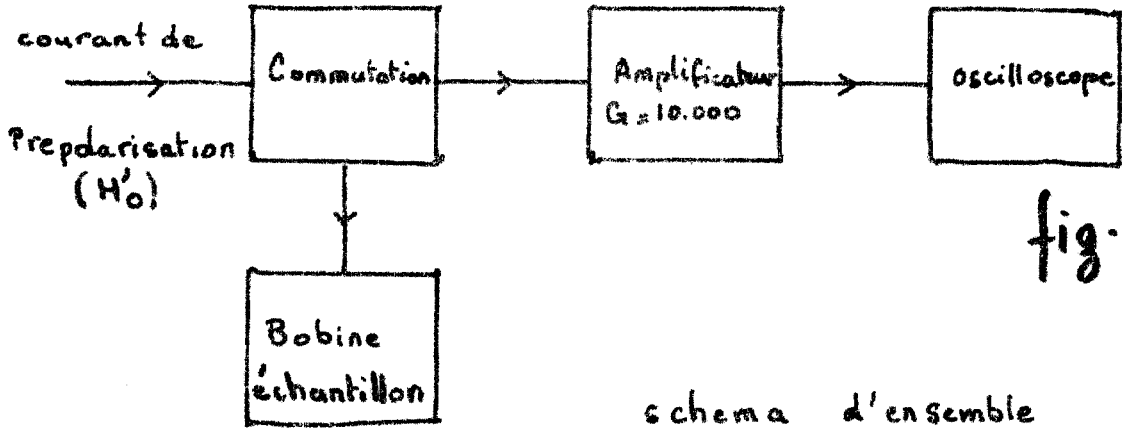 courant de
Prepolarisation
(H'o)
Commutation
Amplificateur
G = 10.000
oscilloscope
fig.
Bobine
échantillon
schema d'ensemble